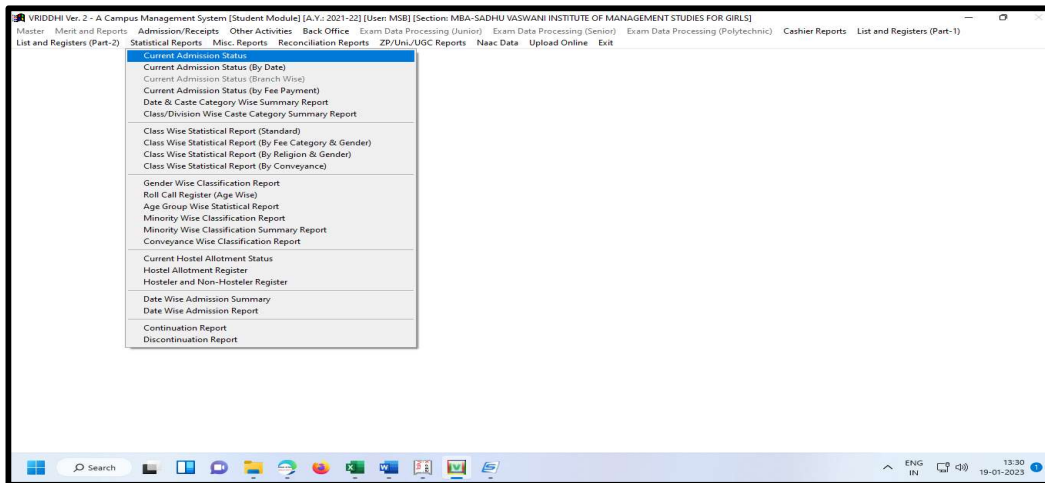 VRIDDHI Ver. 2 - A Campus Management System [Student Module] [A.Y.: 2021-22] [User: MSB] [Section: MBA-SADHU VASWANI INSTITUTE OF MANAGEMENT STUDIES FOR GIRLS]
Master Merit and Reports Admission/Receipts Other Activities Back Office Exam Data Processing (Junior) Exam Data Processing (Senior) Exam Data Processing (Polytechnic) Cashier Reports List and Registers (Part-1)
List and Registers (Part-2) Statistical Reports Misc. Reports Reconciliation Reports ZP/Uni./UGC Reports Naac Data Upload Online Exit
Current Admission Status
Current Admission Status (By Date)
Current Admission Status (Branch Wise)
Current Admission Status (by Fee Payment)
Date & Caste Category Wise Summary Report
Class/Division Wise Caste Category Summary Report
Class Wise Statistical Report (Standard)
Class Wise Statistical Report (By Fee Category & Gender)
Class Wise Statistical Report (By Religion & Gender)
Class Wise Statistical Report (By Conveyance)
Gender Wise Classification Report
Roll Call Register (Age Wise)
Age Group Wise Statistical Report
Minority Wise Classification Report
Minority Wise Classification Summary Report
Conveyance Wise Classification Report
Current Hostel Allotment Status
Hostel Allotment Register
Hosteler and Non-Hosteler Register
Date Wise Admission Summary
Date Wise Admission Report
Continuation Report
Discontinuation Report
Search
ENG
IN
13:30
19-01-2023
1